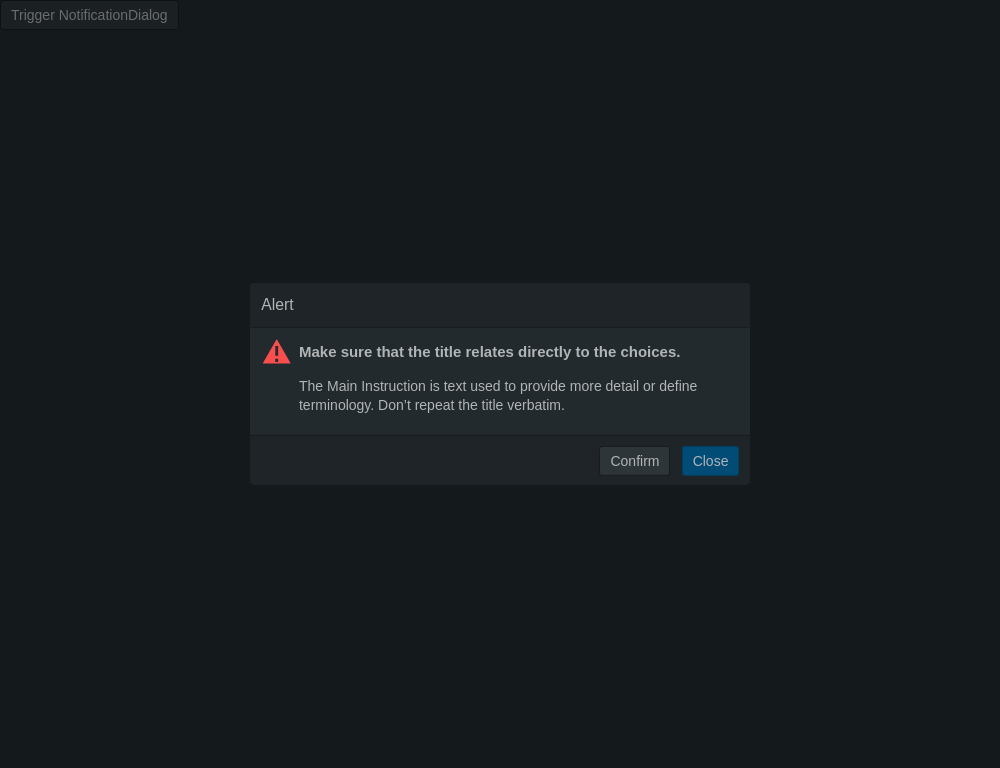 Trigger NotificationDialog
Alert
Make sure that the title relates directly to the choices.
The Main Instruction is text used to provide more detail or define
terminology. Don’t repeat the title verbatim.
Confirm
Close